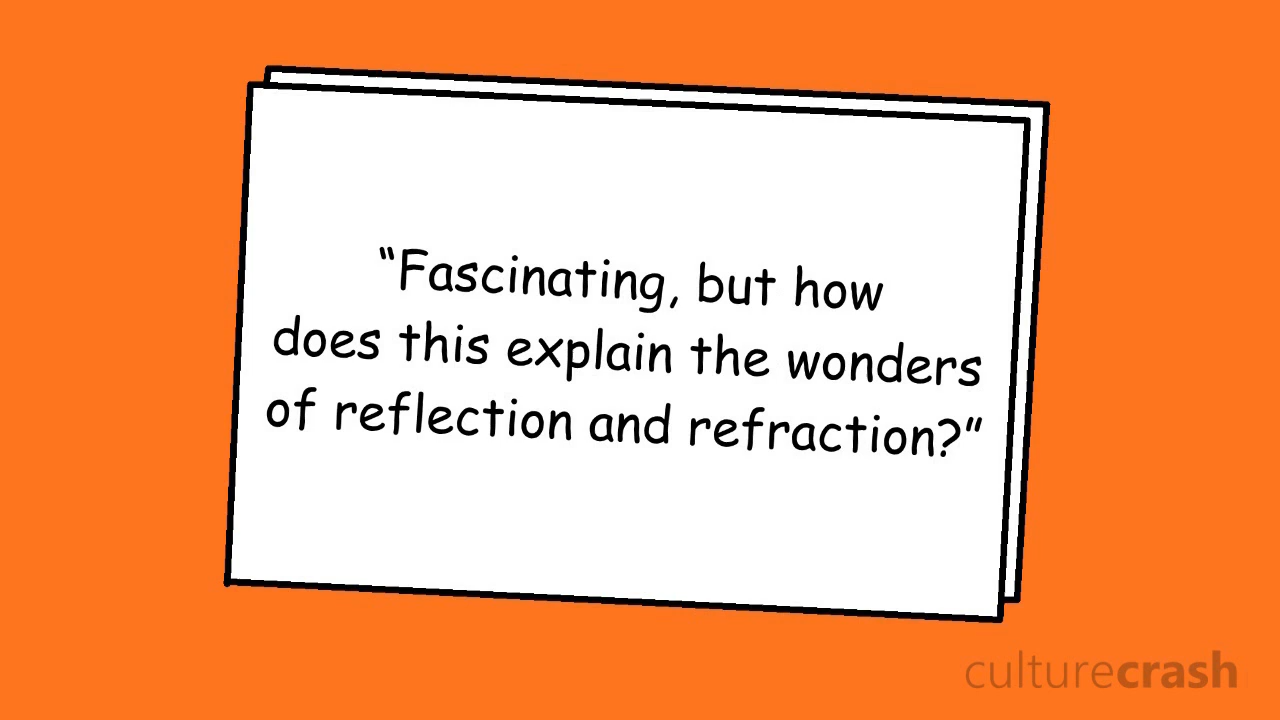 “Fascinating, but how
does this explain the wonders
of reflection and refraction?”
culturecrash